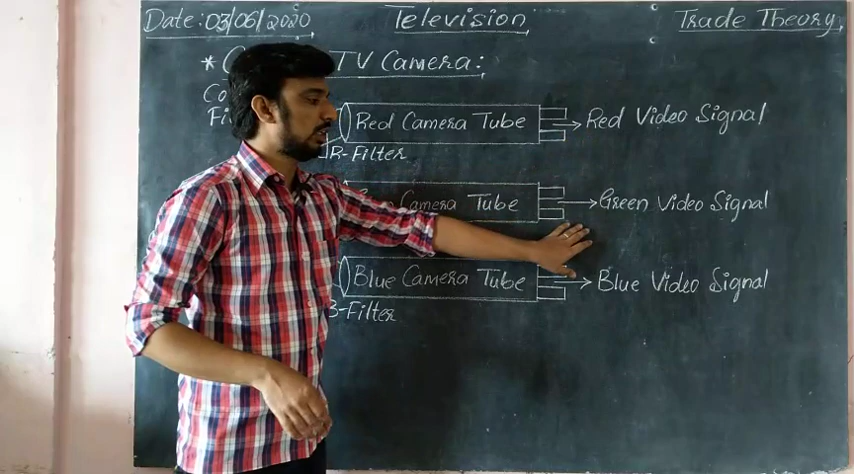 Date: 03/06/2020 Television Trade Theory
* TV Camera:
Red Camera Tube Red Video Signal
R-Filter
Camera Tube Green Video Signal
Blue Camera Tube Blue Video Signal
B-Filter